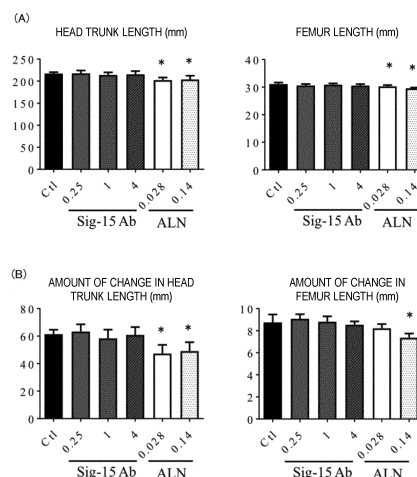 (A)
HEAD TRUNK LENGTH (mm)
250
200
150
100
50
0
* *
Ctl 0.25 1 4 0.028 0.14
Sig-15 Ab ALN
FEMUR LENGTH (mm)
40
30
20
10
0
* *
Ctl 0.25 1 4 0.028 0.14
Sig-15 Ab ALN
(B)
AMOUNT OF CHANGE IN HEAD
TRUNK LENGTH (mm)
80
60
40
20
0
* *
Ctl 0.25 1 4 0.028 0.14
Sig-15 Ab ALN
AMOUNT OF CHANGE IN
FEMUR LENGTH (mm)
10
8
6
4
2
0
*
Ctl 0.25 1 4 0.028 0.14
Sig-15 Ab ALN